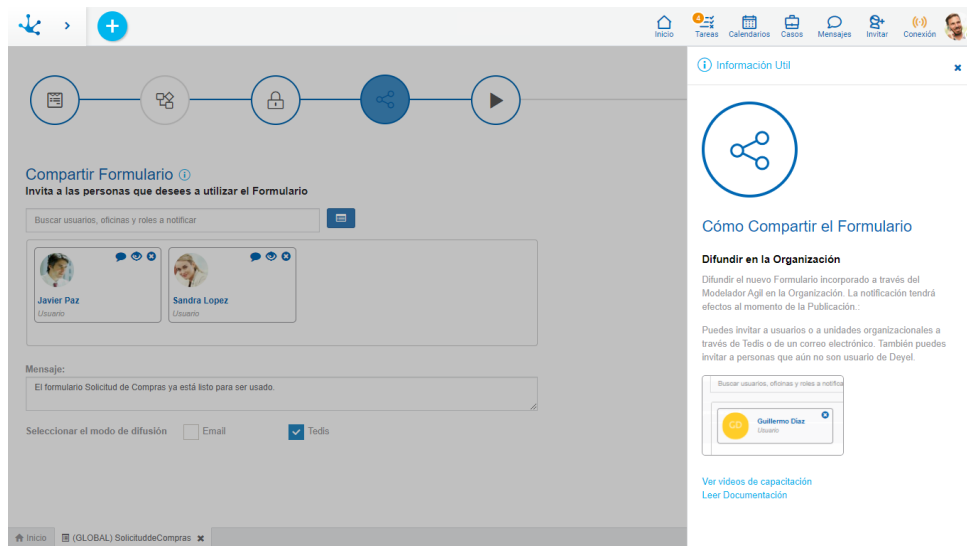 Inicio
4
Tareas
Calendarios
Casos
Mensajes
Invitar
Conexión
Compartir Formulario
Invita a las personas que desees a utilizar el Formulario
Buscar usuarios, oficinas y roles a notificar
Javier Paz
Usuario
Sandra Lopez
Usuario
Mensaje:
El formulario Solicitud de Compras ya está listo para ser usado.
Seleccionar el modo de difusión
Email
Tedis
Inicio
(GLOBAL) SolicituddeCompras
Información Util
Cómo Compartir el Formulario
Difundir en la Organización
Difundir el nuevo Formulario incorporado a través del
Modelador Agil en la Organización. La notificación tendrá
efectos al momento de la Publicación.:
Puedes invitar a usuarios o a unidades organizacionales a
través de Tedis o de un correo electrónico. También puedes
invitar a personas que aún no son usuario de Deyel.
Buscar usuarios, oficinas y roles a notifica
GD
Guillermo Diaz
Usuario
Ver videos de capacitación
Leer Documentación